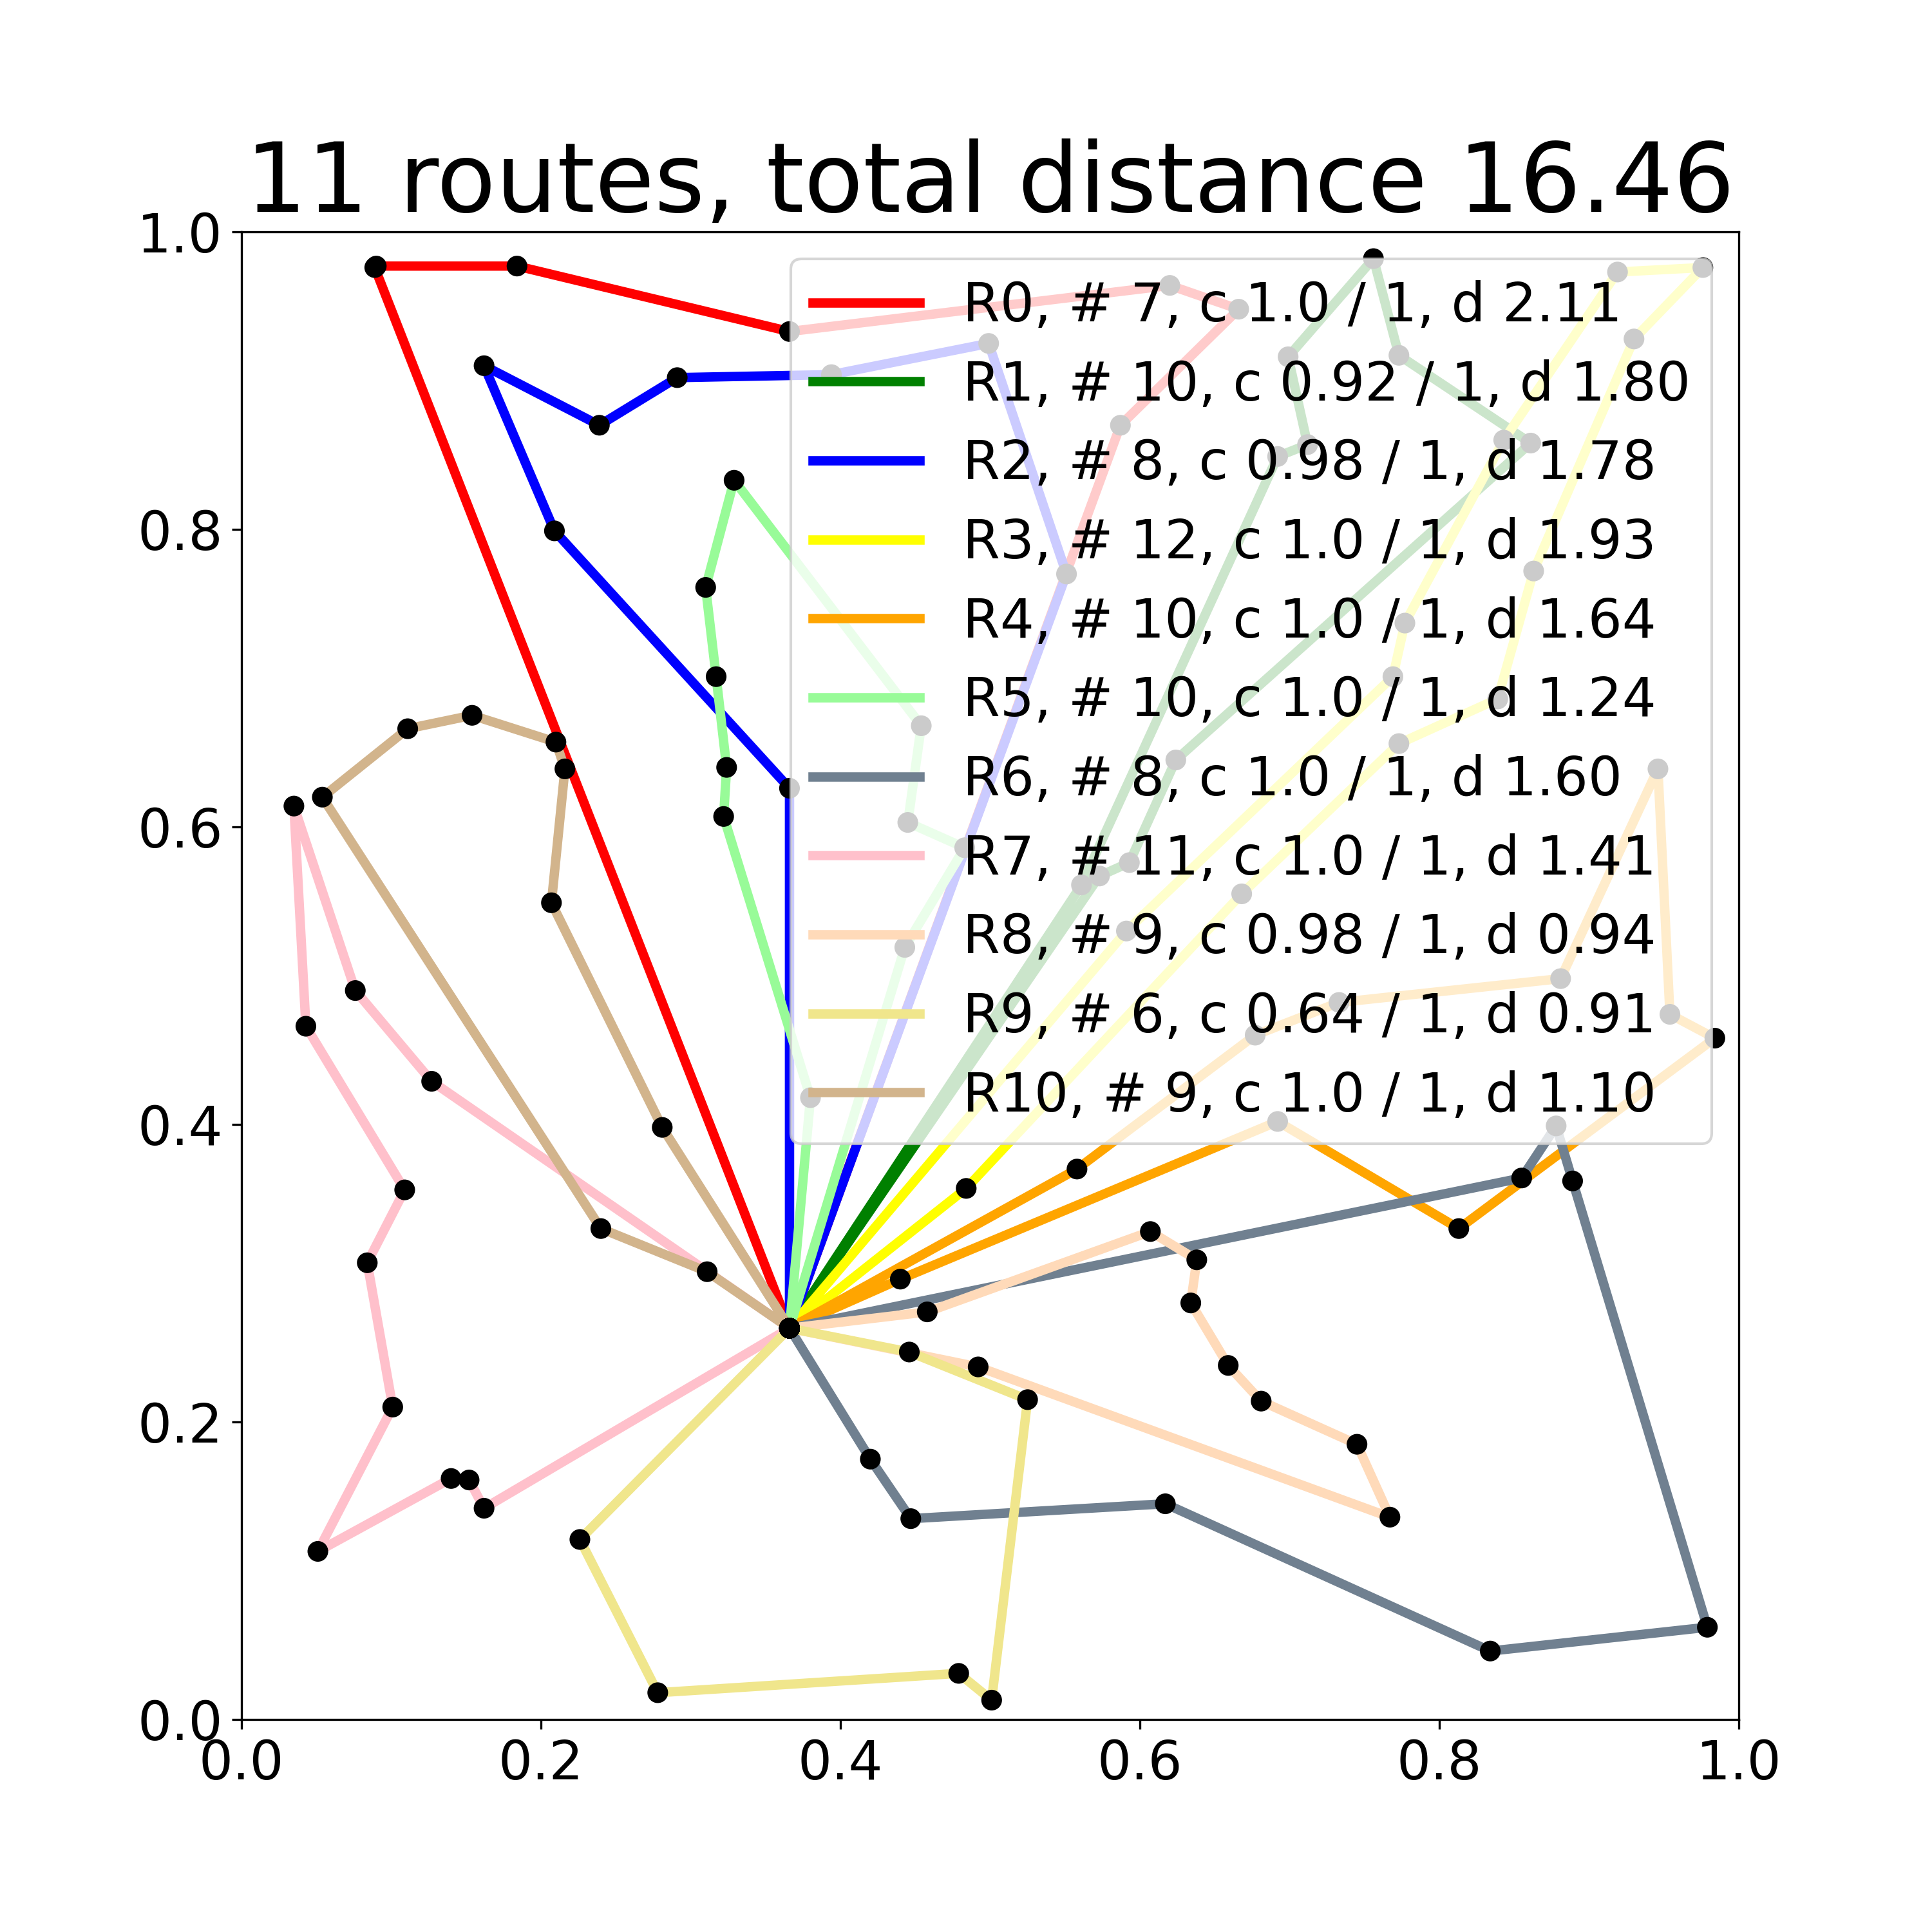 11 routes, total distance 16.46
1.0
0.8
0.6
0.4
0.2
0.0
0.0 0.2 0.4 0.6 0.8 1.0
R0, # 7, c 1.0 / 1, d 2.11
R1, # 10, c 0.92 / 1, d 1.80
R2, # 8, c 0.98 / 1, d 1.78
R3, # 12, c 1.0 / 1, d 1.93
R4, # 10, c 1.0 / 1, d 1.64
R5, # 10, c 1.0 / 1, d 1.24
R6, # 8, c 1.0 / 1, d 1.60
R7, # 11, c 1.0 / 1, d 1.41
R8, # 9, c 0.98 / 1, d 0.94
R9, # 6, c 0.64 / 1, d 0.91
R10, # 9, c 1.0 / 1, d 1.10